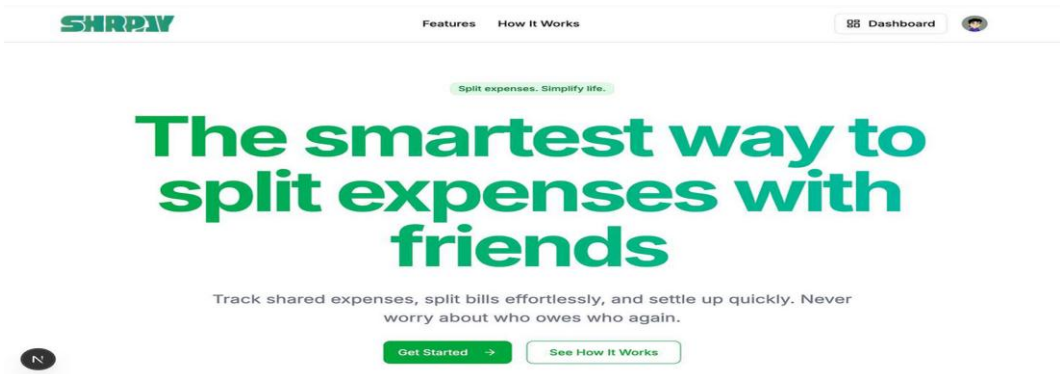 SHRPAY
Features How It Works Dashboard
Split expenses. Simplify life.
The smartest way to
split expenses with
friends
Track shared expenses, split bills effortlessly, and settle up quickly. Never
worry about who owes who again.
Get Started → See How It Works
N